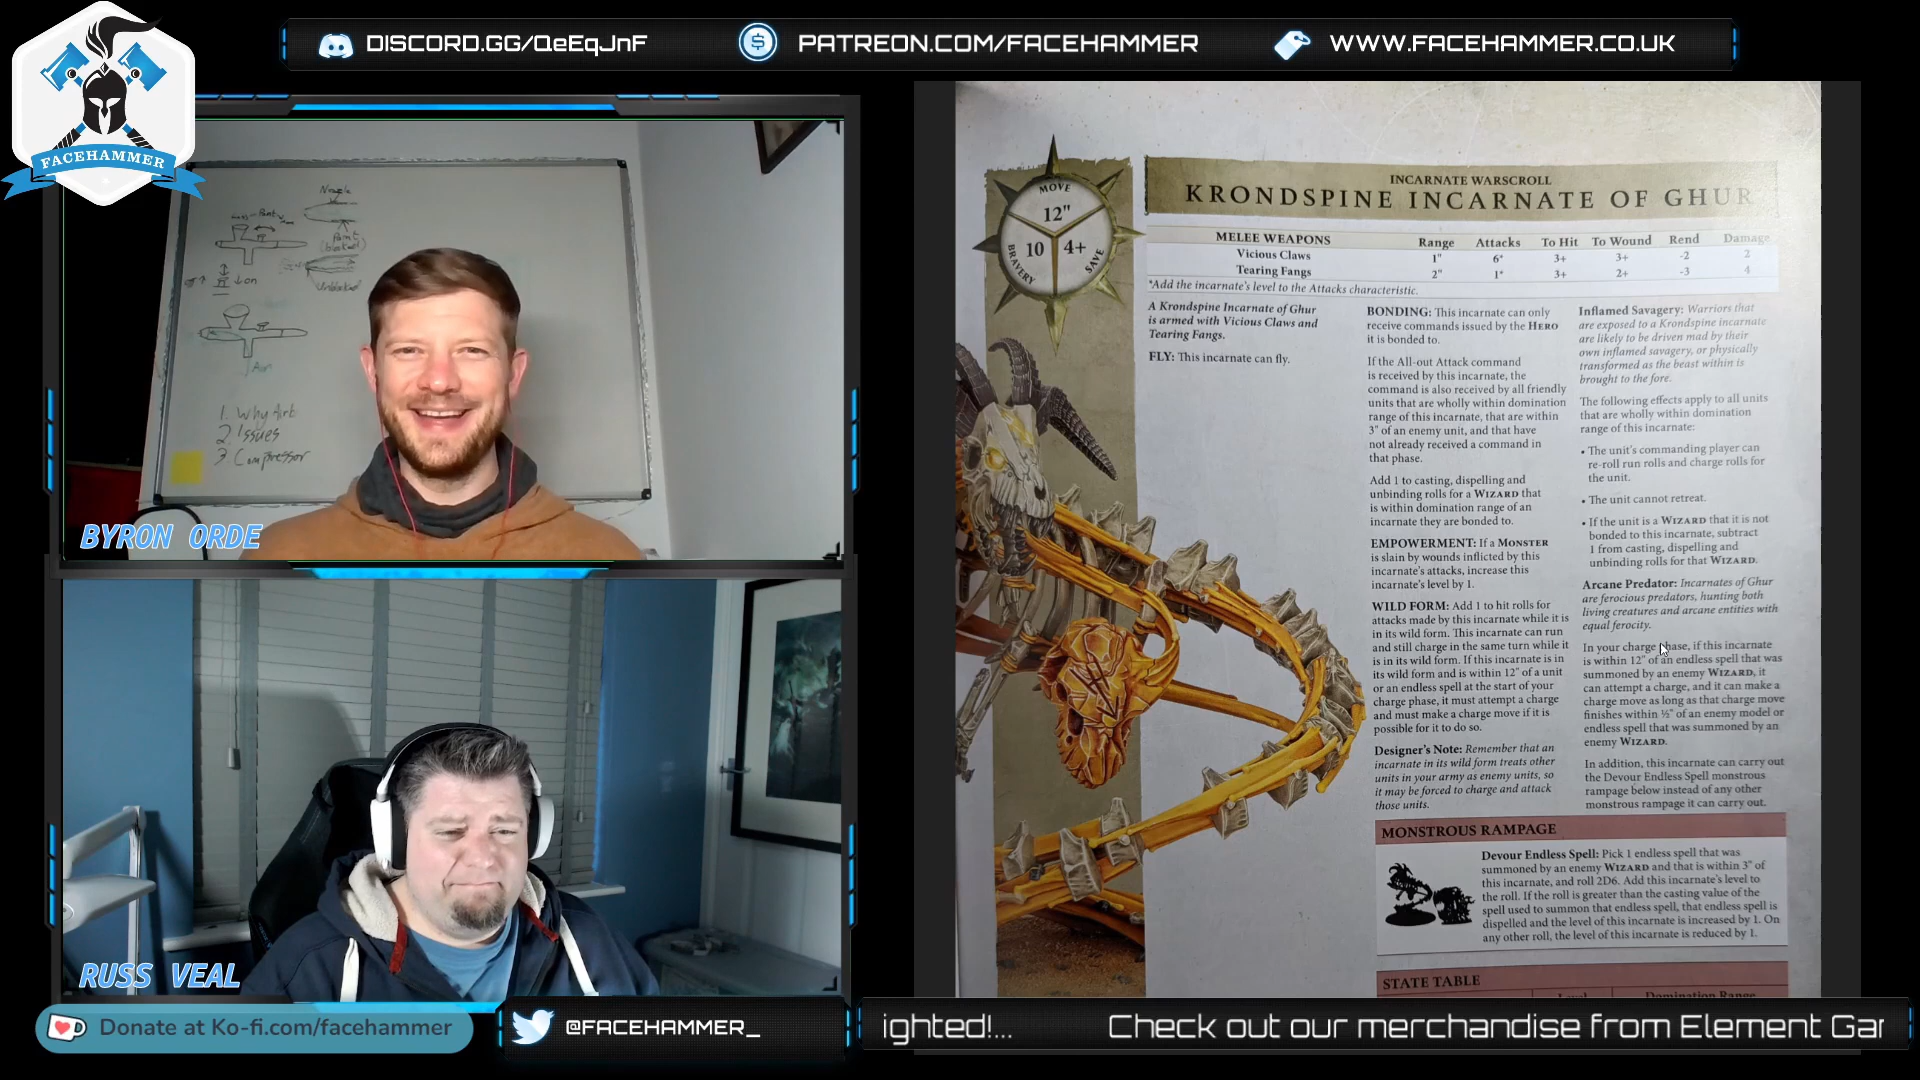 DISCORD.GG/QeEqJnF
PATREON.COM/FACEHAMMER
WWW.FACEHAMMER.CO.UK
FACEHAMMER
Nozzle
Point
(blocked)
Unblocked
1. Why Airb
2. Issues
3. Compressor
BYRON ORDE
RUSS VEAL
MOVE
12"
10
4+
BRAVERY
SAVE
INCARNATE WARSCROLL
KRONDSPINE INCARNATE OF GHUR
MELEE WEAPONS Range Attacks To Hit To Wound Rend Damage
Vicious Claws 1" 6* 3+ 3+ -2 2
Tearing Fangs 2" 1* 3+ 2+ -3 4
*Add the incarnate's level to the Attacks characteristic.
A Krondspine Incarnate of Ghur
is armed with Vicious Claws and
Tearing Fangs.
FLY: This incarnate can fly.
BONDING: This incarnate can only
receive commands issued by the HERO
it is bonded to.
If the All-out Attack command
is received by this incarnate, the
command is also received by all friendly
units that are wholly within domination
range of this incarnate, that are within
3" of an enemy unit, and that have
not already received a command in
that phase.
Add 1 to casting, dispelling and
unbinding rolls for a WIZARD that
is within domination range of an
incarnate they are bonded to.
EMPOWERMENT: If a MONSTER
is slain by wounds inflicted by this
incarnate's attacks, increase this
incarnate's level by 1.
WILD FORM: Add 1 to hit rolls for
attacks made by this incarnate while it is
in its wild form. This incarnate can run
and still charge in the same turn while it
is in its wild form. If this incarnate is in
its wild form and is within 12" of a unit
or an endless spell at the start of your
charge phase, it must attempt a charge
and must make a charge move if it is
possible for it to do so.
Designer's Note: Remember that an
incarnate in its wild form treats other
units in your army as enemy units, so
it may be forced to charge and attack
those units.
Inflamed Savagery: Warriors that
are exposed to a Krondspine incarnate
are likely to be driven mad by their
own inflamed savagery, or physically
transformed as the beast within is
brought to the fore.
The following effects apply to all units
that are wholly within domination
range of this incarnate:
• The unit's commanding player can
re-roll run rolls and charge rolls for
the unit.
• The unit cannot retreat.
• If the unit is a WIZARD that it is not
bonded to this incarnate, subtract
1 from casting, dispelling and
unbinding rolls for that WIZARD.
Arcane Predator: Incarnates of Ghur
are ferocious predators, hunting both
living creatures and arcane entities with
equal ferocity.
In your charge phase, if this incarnate
is within 12" of an endless spell that was
summoned by an enemy WIZARD, it
can attempt a charge, and it can make a
charge move as long as that charge move
finishes within ½" of an enemy model or
endless spell that was summoned by an
enemy WIZARD.
In addition, this incarnate can carry out
the Devour Endless Spell monstrous
rampage below instead of any other
monstrous rampage it can carry out.
MONSTROUS RAMPAGE
Devour Endless Spell: Pick 1 endless spell that was
summoned by an enemy WIZARD and that is within 3" of
this incarnate, and roll 2D6. Add this incarnate's level to
the roll. If the roll is greater than the casting value of the
spell used to summon that endless spell, that endless spell is
dispelled and the level of this incarnate is increased by 1. On
any other roll, the level of this incarnate is reduced by 1.
STATE TABLE
Level Domination Range
Donate at Ko-fi.com/facehammer
@FACEHAMMER_
ighted!... Check out our merchandise from Element Gar